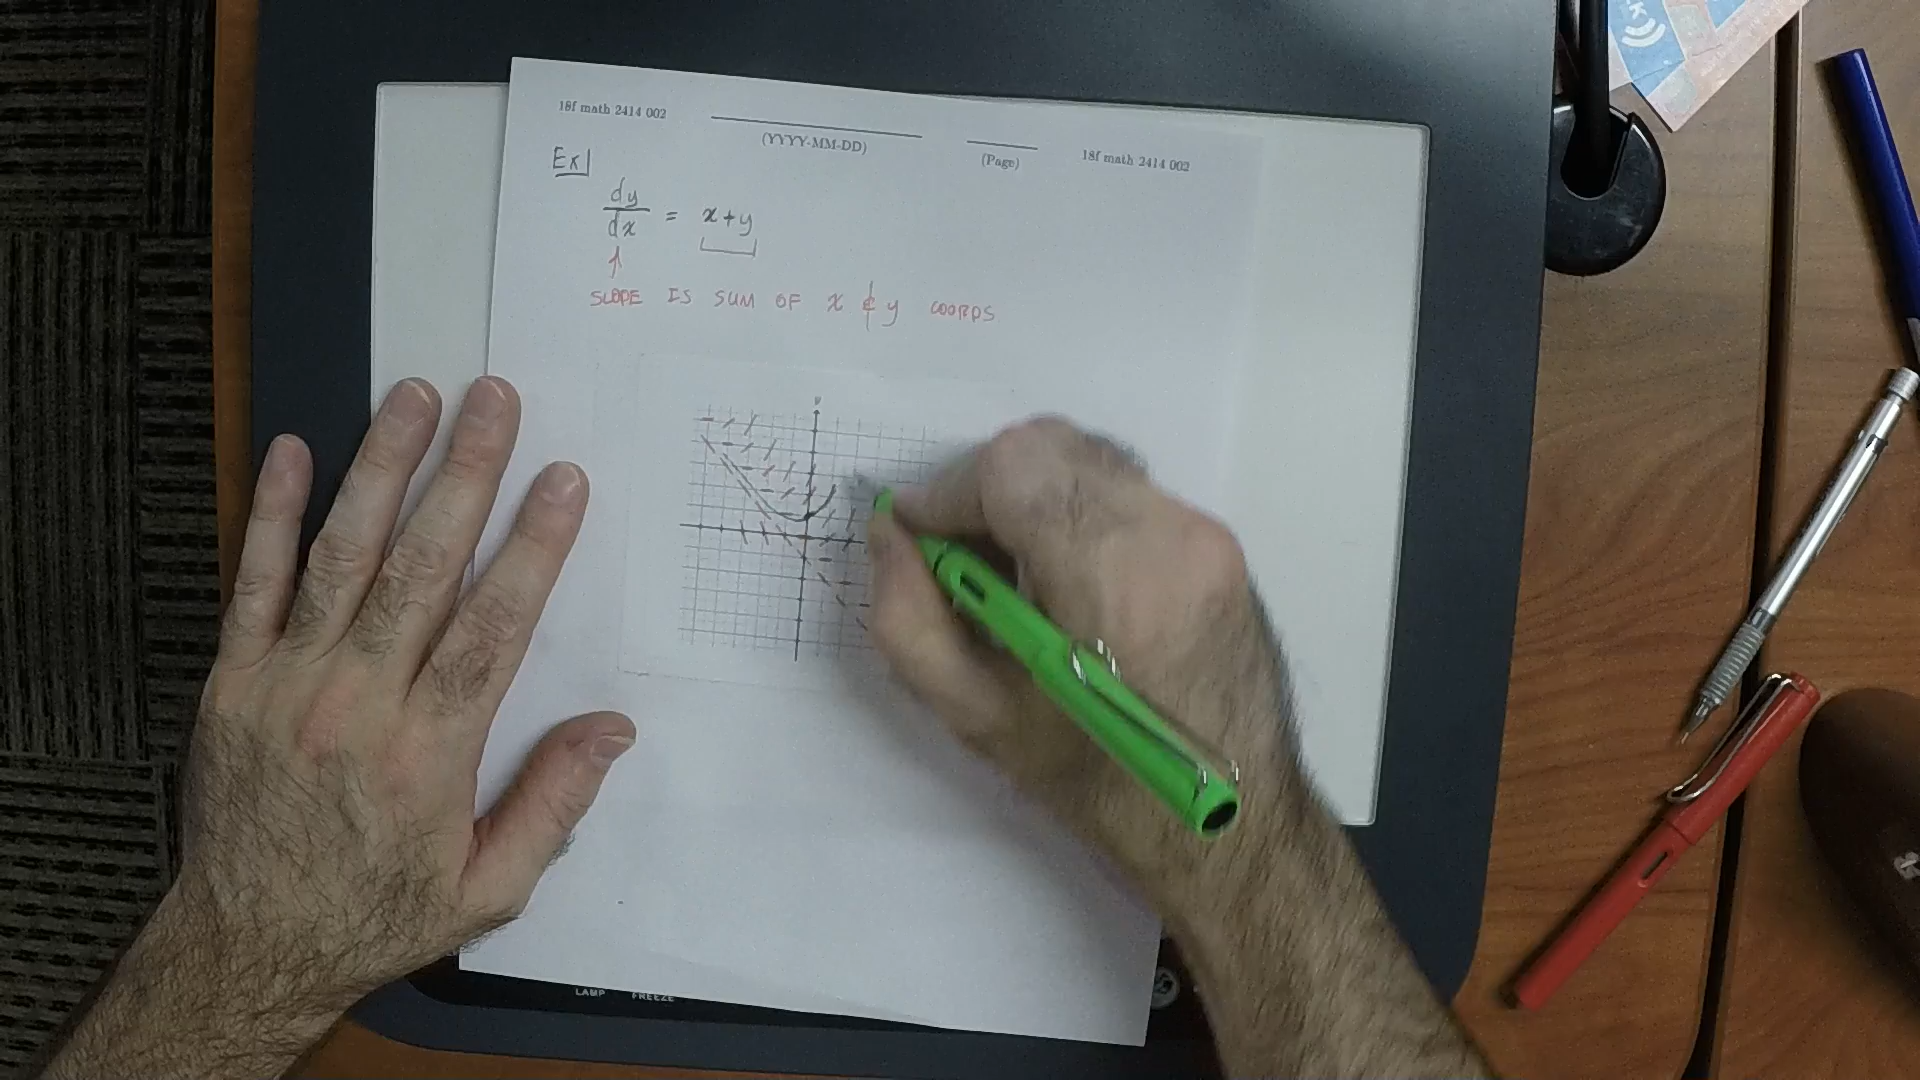 18f math 2414 002
(YYYY-MM-DD)
(Page)
18f math 2414 002
Ex1
dy
dx
= x+y
SLOPE IS SUM OF x & y COORDS
LAMP FREEZE